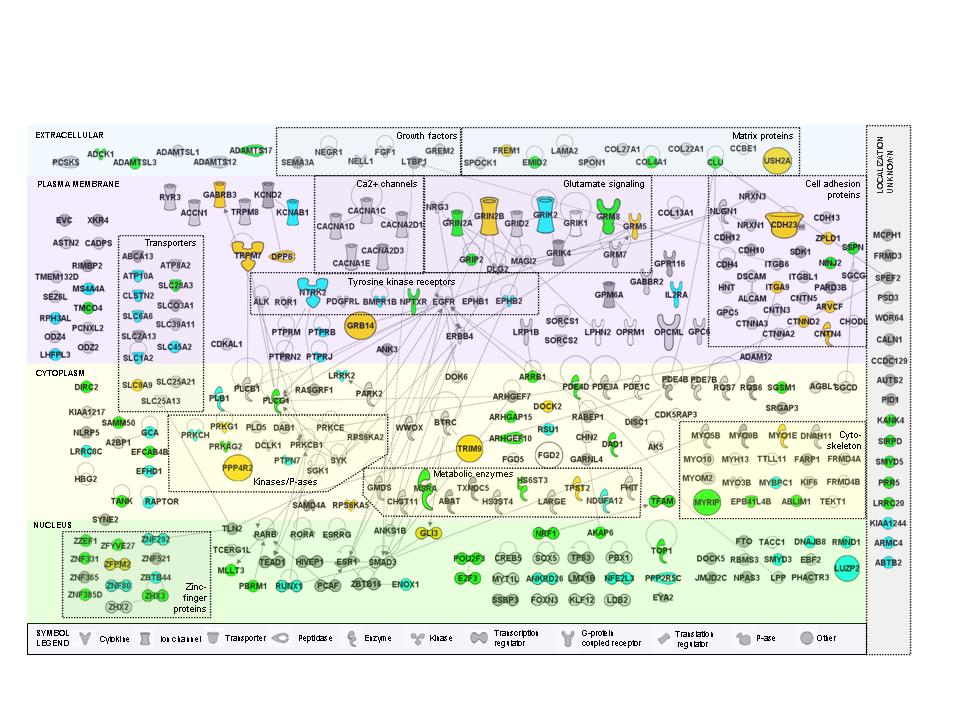 EXTRACELLULAR
Growth factors
Matrix proteins
LOCALIZATION UNKNOWN
PCSK5 ADCK1 ADAMTSL3 ADAMTSL1 ADAMTS12 ADAMTS17
SEMA3A NEGR1 NELL1 FGF1 LTBP1 GREM2
SPOCK1 FREM1 EMID2 LAMA2 SPON1 COL27A1 COL4A1 COL22A1 CLU CCBE1 USH2A
PLASMA MEMBRANE
Ca2+ channels
Glutamate signaling
Cell adhesion proteins
RYR3 ACCN1 GABRB3 TRPM8 KCND2 KCNAB1
CACNA1C CACNA1D CACNA2D1 CACNA2D3 CACNA1E
NRG3 GRIN2A GRIN2B GRID2 GRIK2 GRIK1 GRM8 GRM5
GRIP2 DLG2 MAGI2 GRIK4 GRM7
COL13A1 GPR116 GABBR2 IL2RA GPM6A
NRXN3 NLGN1 NRXN1 CDH23 CDH13 CDH12 ZPLD1 SSPN
CDH10 SDK1 NINJ2 CDH4 ITGB6 DSCAM ITGBL1 SGCG
HNT ITGA9 PARD3B ALCAM CNTN5 GPC5 CNTN3 ARVCF
CTNNA3 CTNND2 CHODL CTNNA2 CNTN4
ADAM12
EVC XKR4
ASTN2 CADPS
RIMBP2
TMEM132D
MS4A4A
SEZ6L
TMCO4
RPH3AL
PCNXL2
ODZ4
ODZ2
LHFPL3
Transporters
ABCA13
ATP8A2
ATP10A
SLC28A3
CLSTN2
SLCO3A1
SLC6A6
SLC39A11
SLC2A13
SLC45A2
SLC1A2
SLC9A9
SLC25A21
SLC25A13
CDKAL1
TRPM7 DPP6
Tyrosine kinase receptors
ALK ROR1 NTRK2 PDGFRL BMPR1B NPTXR EGFR EPHB1 EPHB2
PTPRM PTPRB GRB14
PTPRN2 PTPRJ ANK3
ERBB4
LRP1B SORCS1 SORCS2 LPHN2 OPRM1 OPCML GPC6
CYTOPLASM
DIRC2
KIAA1217
SAMM50
NLRP5
A2BP1
GCA
LRRC8C
EFCAB4B
HBG2
EFHD1
TANK RAPTOR
SYNE2
PLB1 PLCB1 PLCG1 RASGRF1 LRRK2 PARK2
DOK6 ARHGEF7 ARRB1 PDE4D PDE3A PDE1C PDE4B PDE7B RGS7 RGS6 SGSM1 AGBL1 SGCD
SRGAP3
WWOX BTRC ARHGAP15 DOCK2 RSU1 RABEP1 DISC1 CDK5RAP3
ARHGEF10 CHN2 DAD1 AK5
TRIM9 FGD5 FGD2 GARNL4
PRKG1 PLD5 DAB1 PRKCE
PRKCH RPS6KA2
PRKAG2 DCLK1 PRKCB1
PPP4R2 PTPN7 SYK
SGK1
Kinases/P-ases
SAMD4A RPS6KA5
Metabolic enzymes
GMDS MSRA TXNDC5 HS6ST3 TPST2 FHIT
CHST11 ABAT HS3ST4 LARGE NDUFA12
TFAM
Cyto-skeleton
MYO5B MYO9B MYO1E DNAH11
MYO10 MYH13 TTLL11 FARP1 FRMD4A
MYOM2 MYO3B MYBPC1 KIF6 FRMD4B
MYRIP EPB41L4B ABLIM1 TEKT1
NUCLEUS
ZZEF1 ZFYVE27 ZNF292
ZNF331 ZFPM2 ZNF521
ZNF365 ZNF80 ZBTB44
ZNF385D ZHX2 ZHX3
Zinc-finger proteins
TLN2 TCERG1L MLLT3
RARB RORA ESRRG ANKS1B GLI3
TEAD1 HIVEP1 ESR1 SMAD3
PBRM1 RUNX1 PCAF ZBTB16 ENOX1
NRF1 AKAP6
POU2F3 CREB5 SOX5 TP63 PBX1 TOP1
E2F3 MYT1L ANKRD26 LMX1B NFE2L3 PPP2R5C
SSBP3 FOXN3 KLF12 LDB2 EYA2
FTO TACC1 DNAJB8 RMND1
DOCK5 RBMS3 SMYD3 EBF2
JMJD2C NPAS3 LPP PHACTR3 LUZP2
MCPH1
FRMD3
SPEF2
PSD3
WDR64
CALN1
CCDC129
AUTS2
PID1
KANK4
SIRPD
SMYD5
PRR5
LRRC20
KIAA1244
ARMC4
ABTB2
SYMBOL LEGEND
Cytokine Ion channel Transporter Peptidase Enzyme Kinase Transcription regulator G-protein coupled receptor Translation regulator P-ase Other